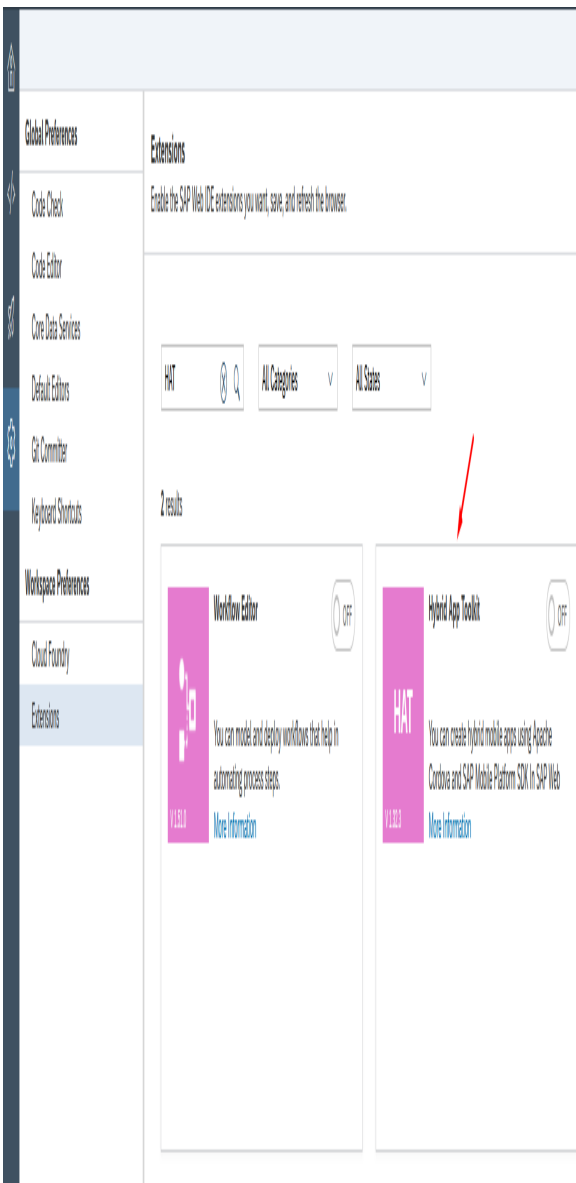 Global Preferences
Code Check
Code Editor
Core Data Services
Default Editors
Git Committer
Keyboard Shortcuts
Workspace Preferences
Cloud Foundry
Extensions
Extensions
Enable the SAP Web IDE extensions you want, save, and refresh the browser.
HAT
All Categories
All States
2 results
Workflow Editor
OFF
You can model and deploy workflows that help in
automating process steps.
More Information
V 1.51.0
Hybrid App Toolkit
OFF
HAT
You can create hybrid mobile apps using Apache
Cordova and SAP Mobile Platform SDK in SAP Web
More Information
V 1.32.3